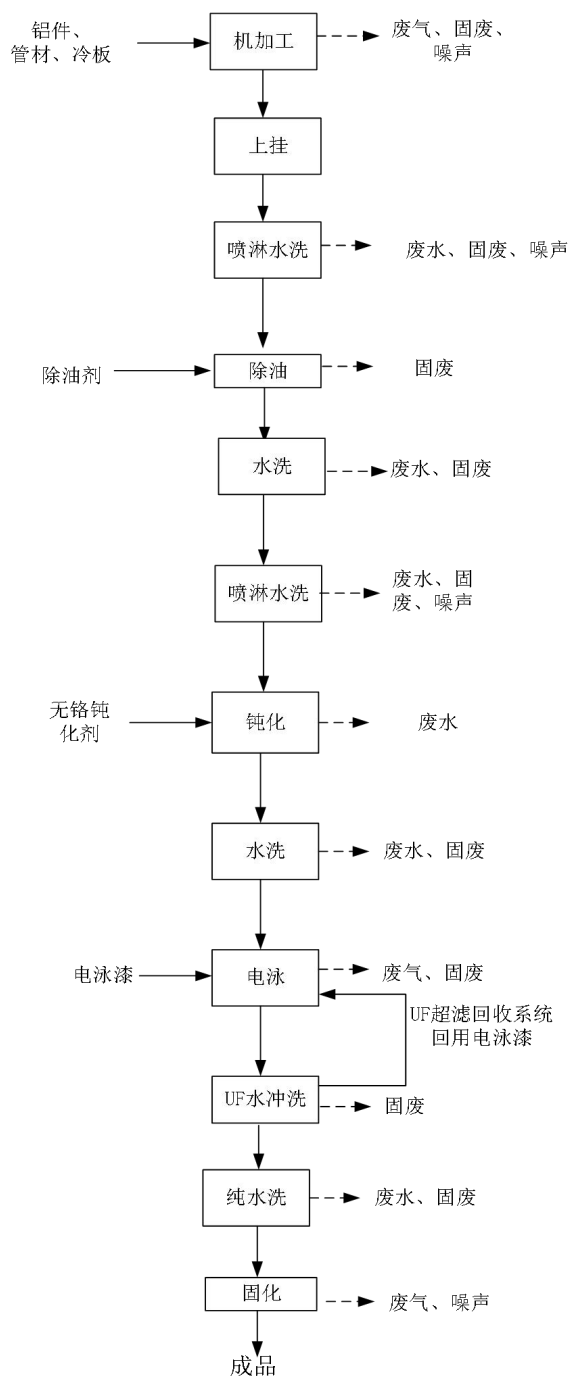 铝件、
管材、冷板
机加工
废气、固废、
噪声
上挂
喷淋水洗
废水、固废、噪声
除油剂
除油
固废
水洗
废水、固废
喷淋水洗
废水、固
废、噪声
无铬钝
化剂
钝化
废水
水洗
废水、固废
电泳漆
电泳
废气、固废
UF超滤回收系统
回用电泳漆
UF水冲洗
固废
纯水洗
废水、固废
固化
废气、噪声
成品